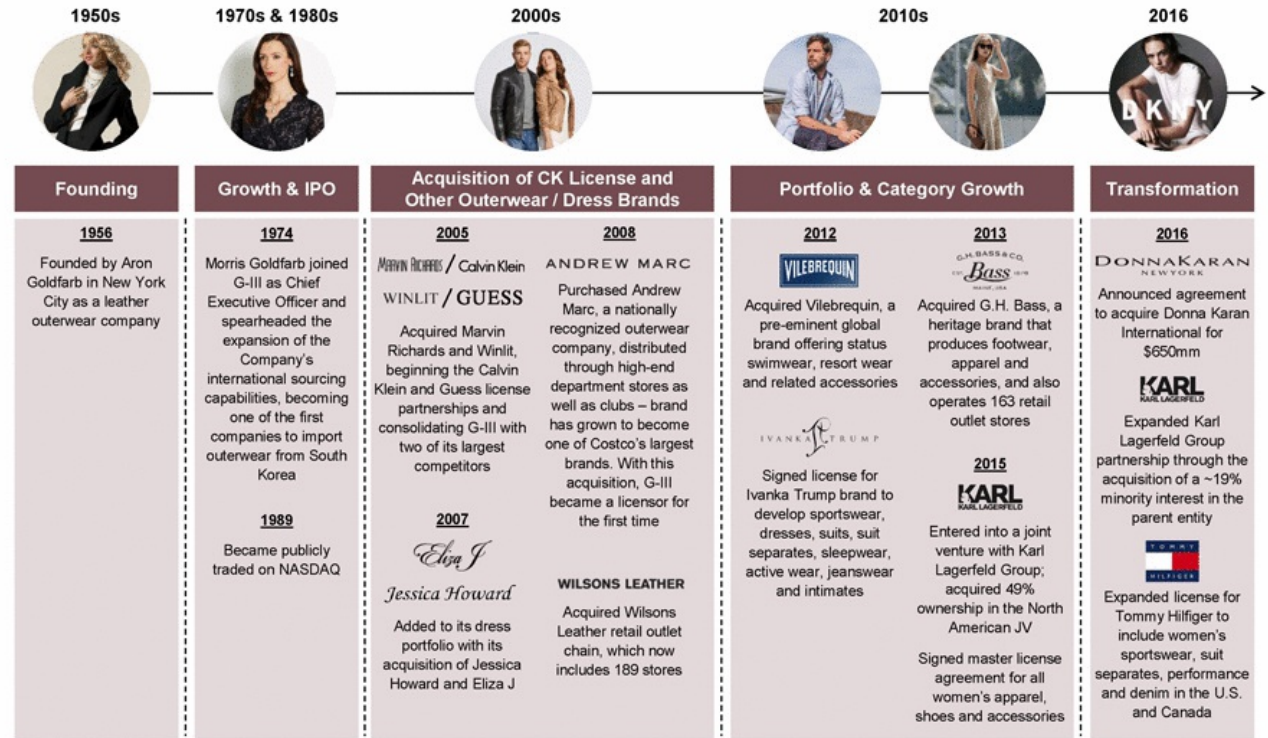 1950s
1970s & 1980s
2000s
2010s
2016
DKNY
Founding
1956
Founded by Aron
Goldfarb in New York
City as a leather
outerwear company
Growth & IPO
1974
Morris Goldfarb joined
G-III as Chief
Executive Officer and
spearheaded the
expansion of the
Company's
international sourcing
capabilities, becoming
one of the first
companies to import
outerwear from South
Korea
1989
Became publicly
traded on NASDAQ
Acquisition of CK License and
Other Outerwear / Dress Brands
2005
MARVIN RICHARDS / Calvin Klein
WINLIT / GUESS
Acquired Marvin
Richards and Winlit,
beginning the Calvin
Klein and Guess license
partnerships and
consolidating G-III with
two of its largest
competitors
2007
Eliza J
Jessica Howard
Added to its dress
portfolio with its
acquisition of Jessica
Howard and Eliza J
2008
ANDREW MARC
Purchased Andrew
Marc, a nationally
recognized outerwear
company, distributed
through high-end
department stores as
well as clubs – brand
has grown to become
one of Costco's largest
brands. With this
acquisition, G-III
became a licensor for
the first time
WILSONS LEATHER
Acquired Wilsons
Leather retail outlet
chain, which now
includes 189 stores
Portfolio & Category Growth
2012
VILEBREQUIN
Acquired Vilebrequin, a
pre-eminent global
brand offering status
swimwear, resort wear
and related accessories
IVANKA TRUMP
Signed license for
Ivanka Trump brand to
develop sportswear,
dresses, suits, suit
separates, sleepwear,
active wear, jeanswear
and intimates
2013
G.H. BASS & CO.
Bass
MAINE, USA
Acquired G.H. Bass, a
heritage brand that
produces footwear,
apparel and
accessories, and also
operates 163 retail
outlet stores
2015
KARL
KARL LAGERFELD
Entered into a joint
venture with Karl
Lagerfeld Group;
acquired 49%
ownership in the North
American JV
Signed master license
agreement for all
women's apparel,
shoes and accessories
Transformation
2016
DONNAKARAN
NEWYORK
Announced agreement
to acquire Donna Karan
International for
$650mm
KARL
KARL LAGERFELD
Expanded Karl
Lagerfeld Group
partnership through the
acquisition of a ~19%
minority interest in the
parent entity
TOMMY
HILFIGER
Expanded license for
Tommy Hilfiger to
include women's
sportswear, suit
separates, performance
and denim in the U.S.
and Canada